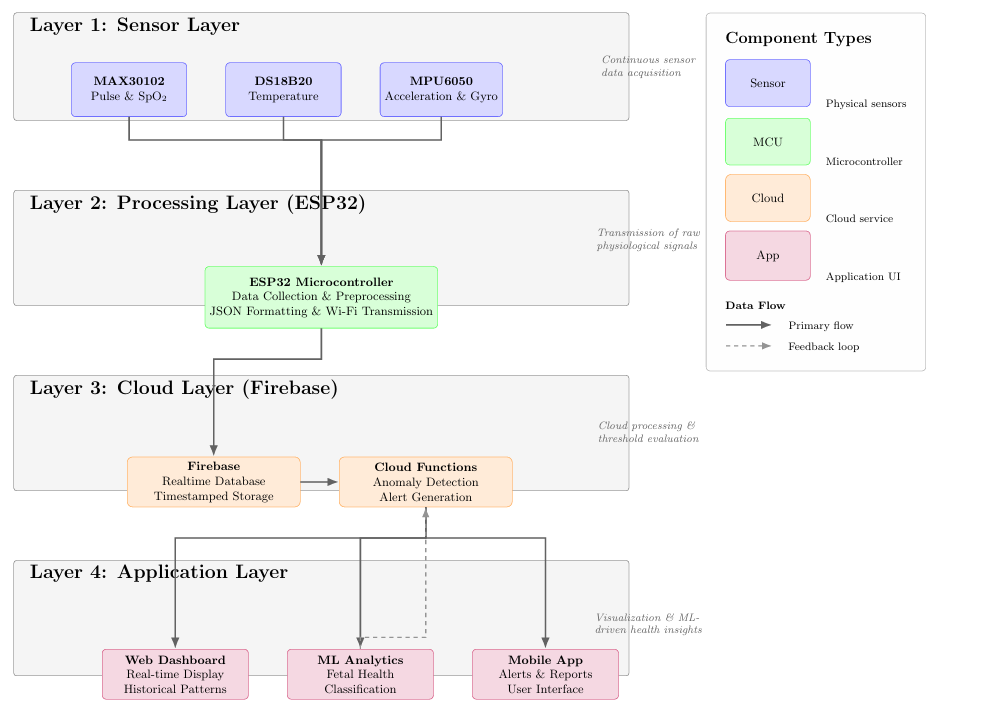 Layer 1: Sensor Layer
MAX30102
Pulse & SpO₂
DS18B20
Temperature
MPU6050
Acceleration & Gyro
Continuous sensor
data acquisition
Layer 2: Processing Layer (ESP32)
ESP32 Microcontroller
Data Collection & Preprocessing
JSON Formatting & Wi-Fi Transmission
Transmission of raw
physiological signals
Layer 3: Cloud Layer (Firebase)
Firebase
Realtime Database
Timestamped Storage
Cloud Functions
Anomaly Detection
Alert Generation
Cloud processing &
threshold evaluation
Layer 4: Application Layer
Web Dashboard
Real-time Display
Historical Patterns
ML Analytics
Fetal Health
Classification
Mobile App
Alerts & Reports
User Interface
Visualization & ML-
driven health insights
Component Types
Sensor
Physical sensors
MCU
Microcontroller
Cloud
Cloud service
App
Application UI
Data Flow
Primary flow
Feedback loop